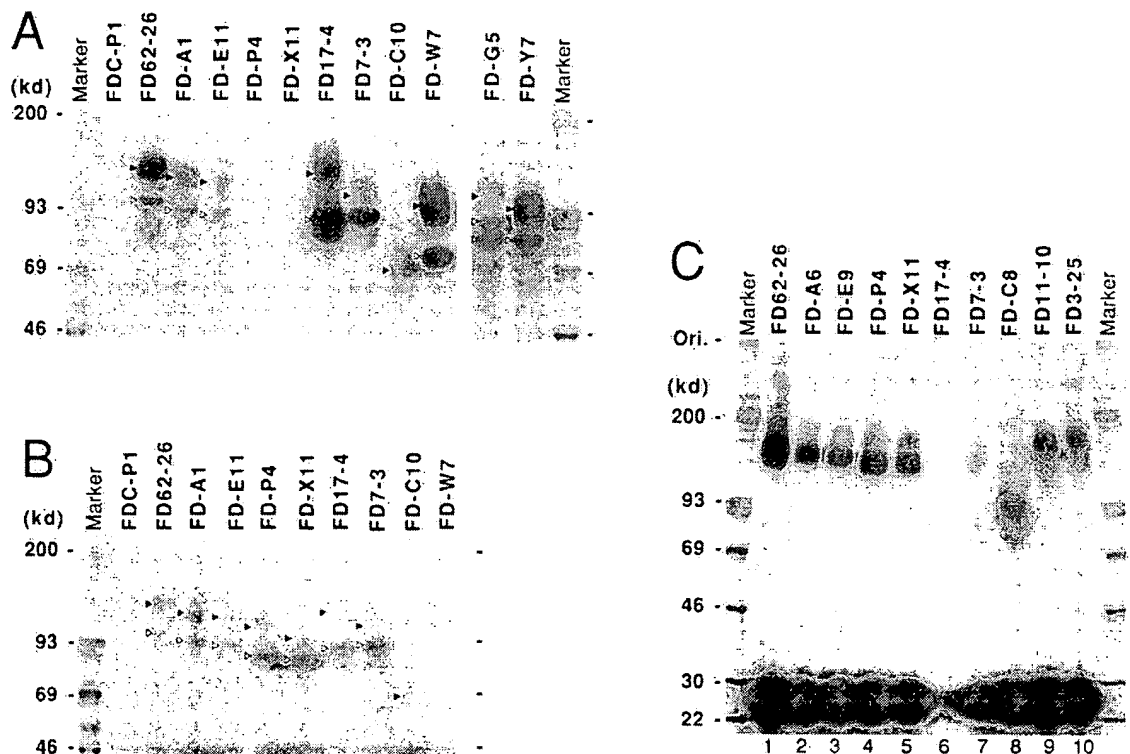 A
(kd)
Marker
FDC-P1
FD62-26
FD-A1
FD-E11
FD-P4
FD-X11
FD17-4
FD7-3
FD-C10
FD-W7
FD-G5
FD-Y7
Marker
200 -
93 -
69 -
46 -
B
(kd)
Marker
FDC-P1
FD62-26
FD-A1
FD-E11
FD-P4
FD-X11
FD17-4
FD7-3
FD-C10
FD-W7
200 -
93 -
69 -
46 -
C
Marker
FD62-26
FD-A6
FD-E9
FD-P4
FD-X11
FD17-4
FD7-3
FD-C8
FD11-10
FD3-25
Marker
Ori. -
(kd)
200 -
93 -
69 -
46 -
30 -
22 -
1 2 3 4 5 6 7 8 9 10